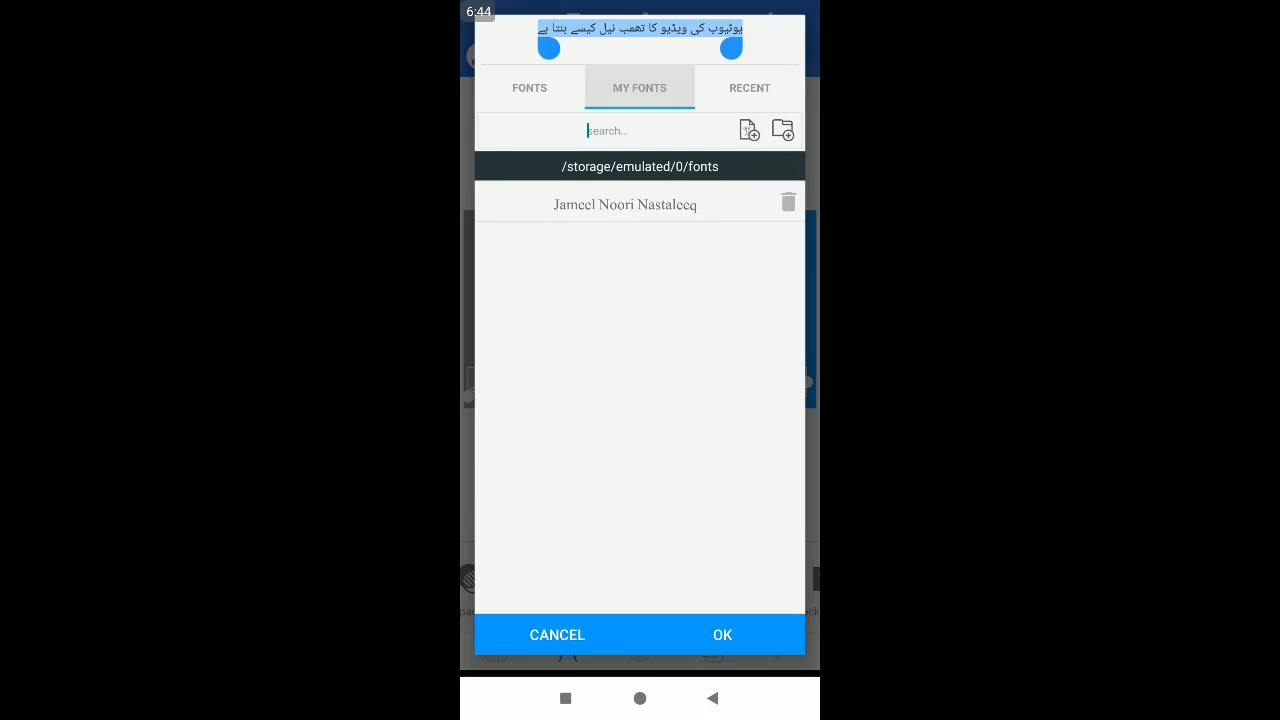 6:44
یوٹیوب کی ویڈیو کا تھمب نیل کیسے بنتا ہے
FONTS
MY FONTS
RECENT
search...
/storage/emulated/0/fonts
Jameel Noori Nastaleeq
CANCEL
OK